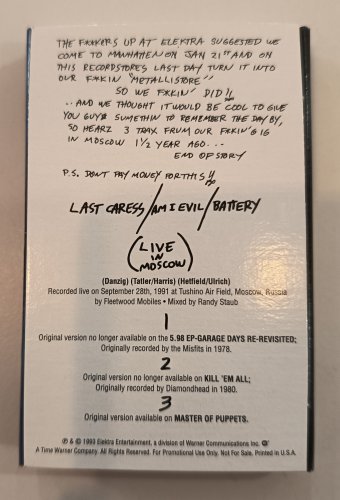 THE F**KERS UP AT ELEKTRA SUGGESTED WE
COME TO MANHATTEN ON JAN 21ST AND ON
THIS RECORDSTORES LAST DAY TURN IT INTO
OUR F**KIN "METALLISTORE"
SO WE F**KIN' DID!!
..AND WE THOUGHT IT WOULD BE COOL TO GIVE
YOU GUYS SUMETHIN TO REMEMBER THE DAY BY,
SO HEARZ 3 TRAX FRUM OUR F**KIN' GIG
IN MOSCOW 1½ YEAR AGO...
END OF STORY
P.S. DONT PAY MONEY FOR THIS!!
LAST CARESS/AM I EVIL/BATTERY
(LIVE
IN
MOSCOW)
(Danzig) (Tatler/Harris) (Hetfield/Ulrich)
Recorded live on September 28th, 1991 at Tushino Air Field, Moscow, Russia
by Fleetwood Mobiles • Mixed by Randy Staub
1
Original version no longer available on the 5.98 EP-GARAGE DAYS RE-REVISITED;
Originally recorded by the Misfits in 1978.
2
Original version no longer available on KILL 'EM ALL;
Originally recorded by Diamondhead in 1980.
3
Original version available on MASTER OF PUPPETS.
℗ & © 1993 Elektra Entertainment, a division of Warner Communications Inc.
A Time Warner Company. All Rights Reserved. For Promotional Use Only. Not For Sale. Printed in U.S.A.